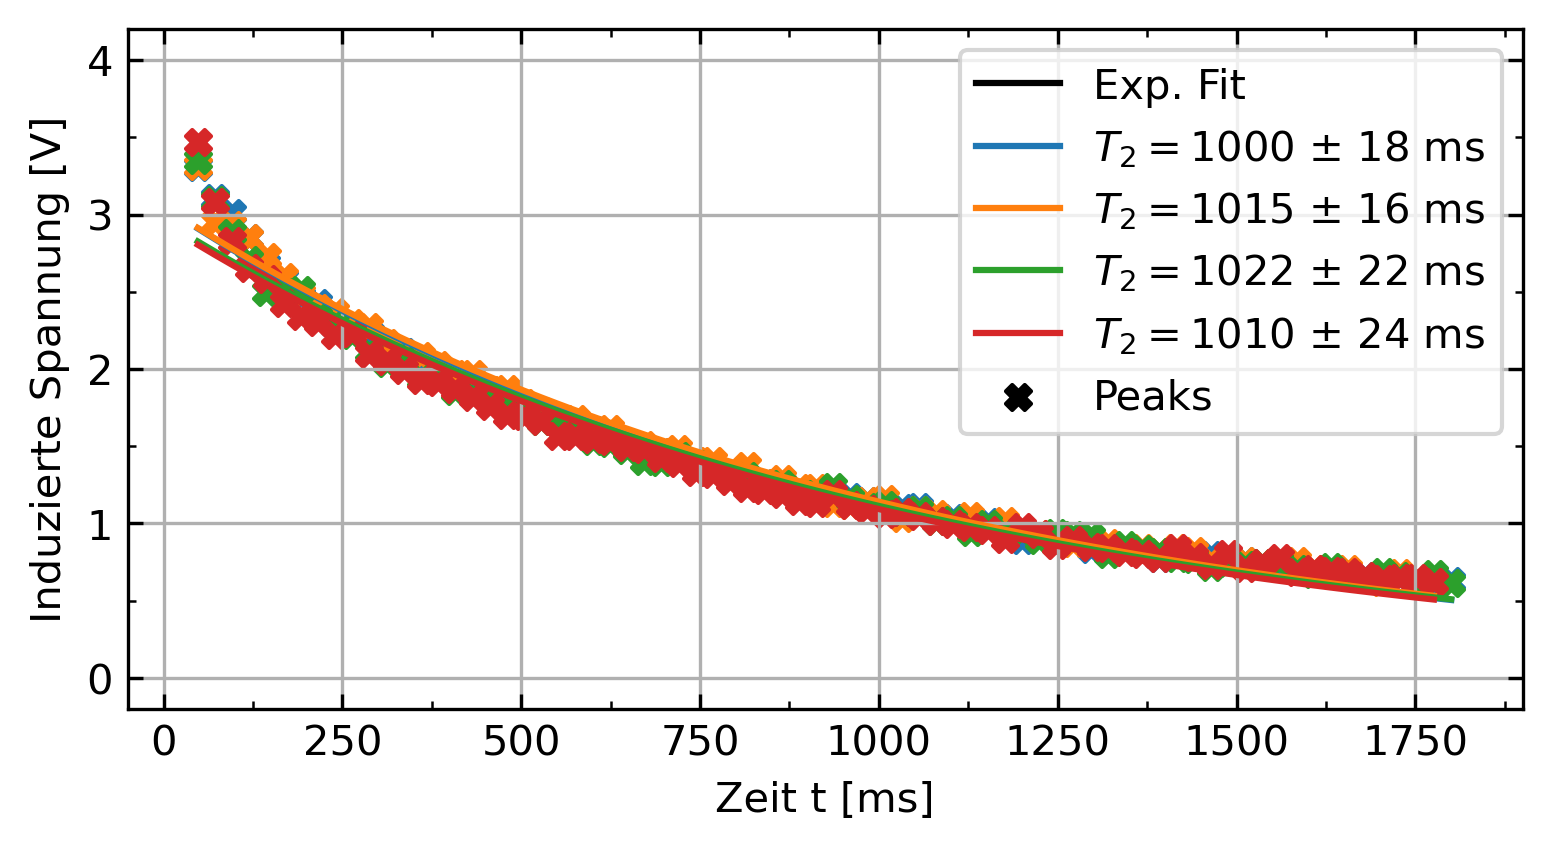 4
3
2
1
0
Induzierte Spannung [V]
Exp. Fit
T₂ = 1000 ± 18 ms
T₂ = 1015 ± 16 ms
T₂ = 1022 ± 22 ms
T₂ = 1010 ± 24 ms
Peaks
0 250 500 750 1000 1250 1500 1750
Zeit t [ms]